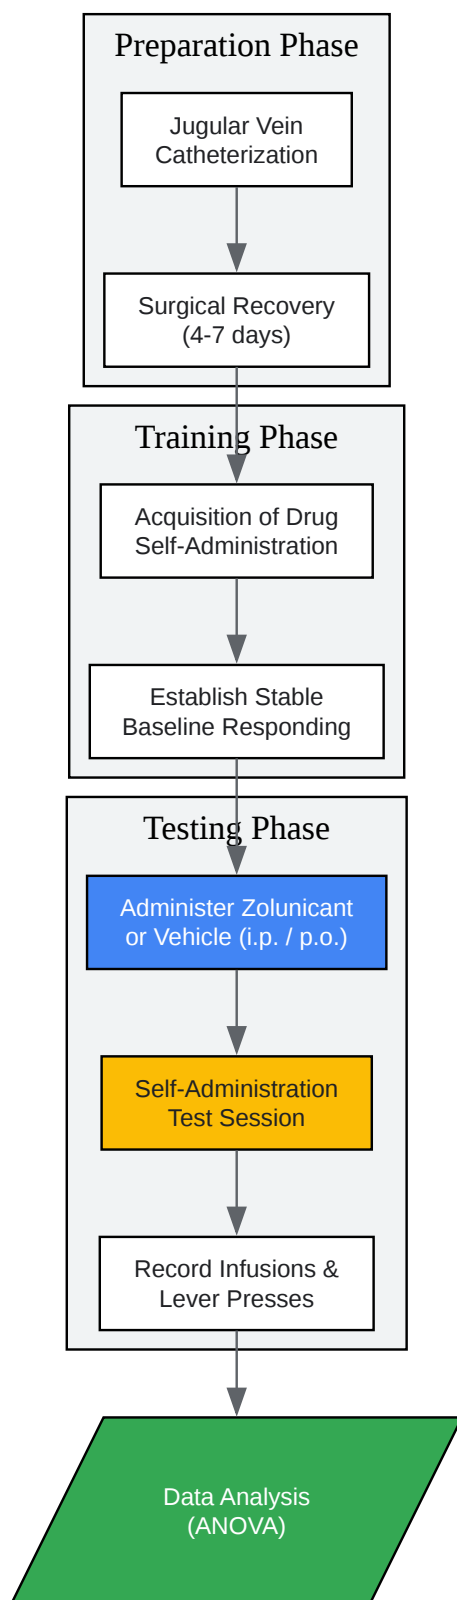 Preparation Phase
Jugular Vein
Catheterization
Surgical Recovery
(4-7 days)
Training Phase
Acquisition of Drug
Self-Administration
Establish Stable
Baseline Responding
Testing Phase
Administer Zolunicant
or Vehicle (i.p. / p.o.)
Self-Administration
Test Session
Record Infusions &
Lever Presses
Data Analysis
(ANOVA)